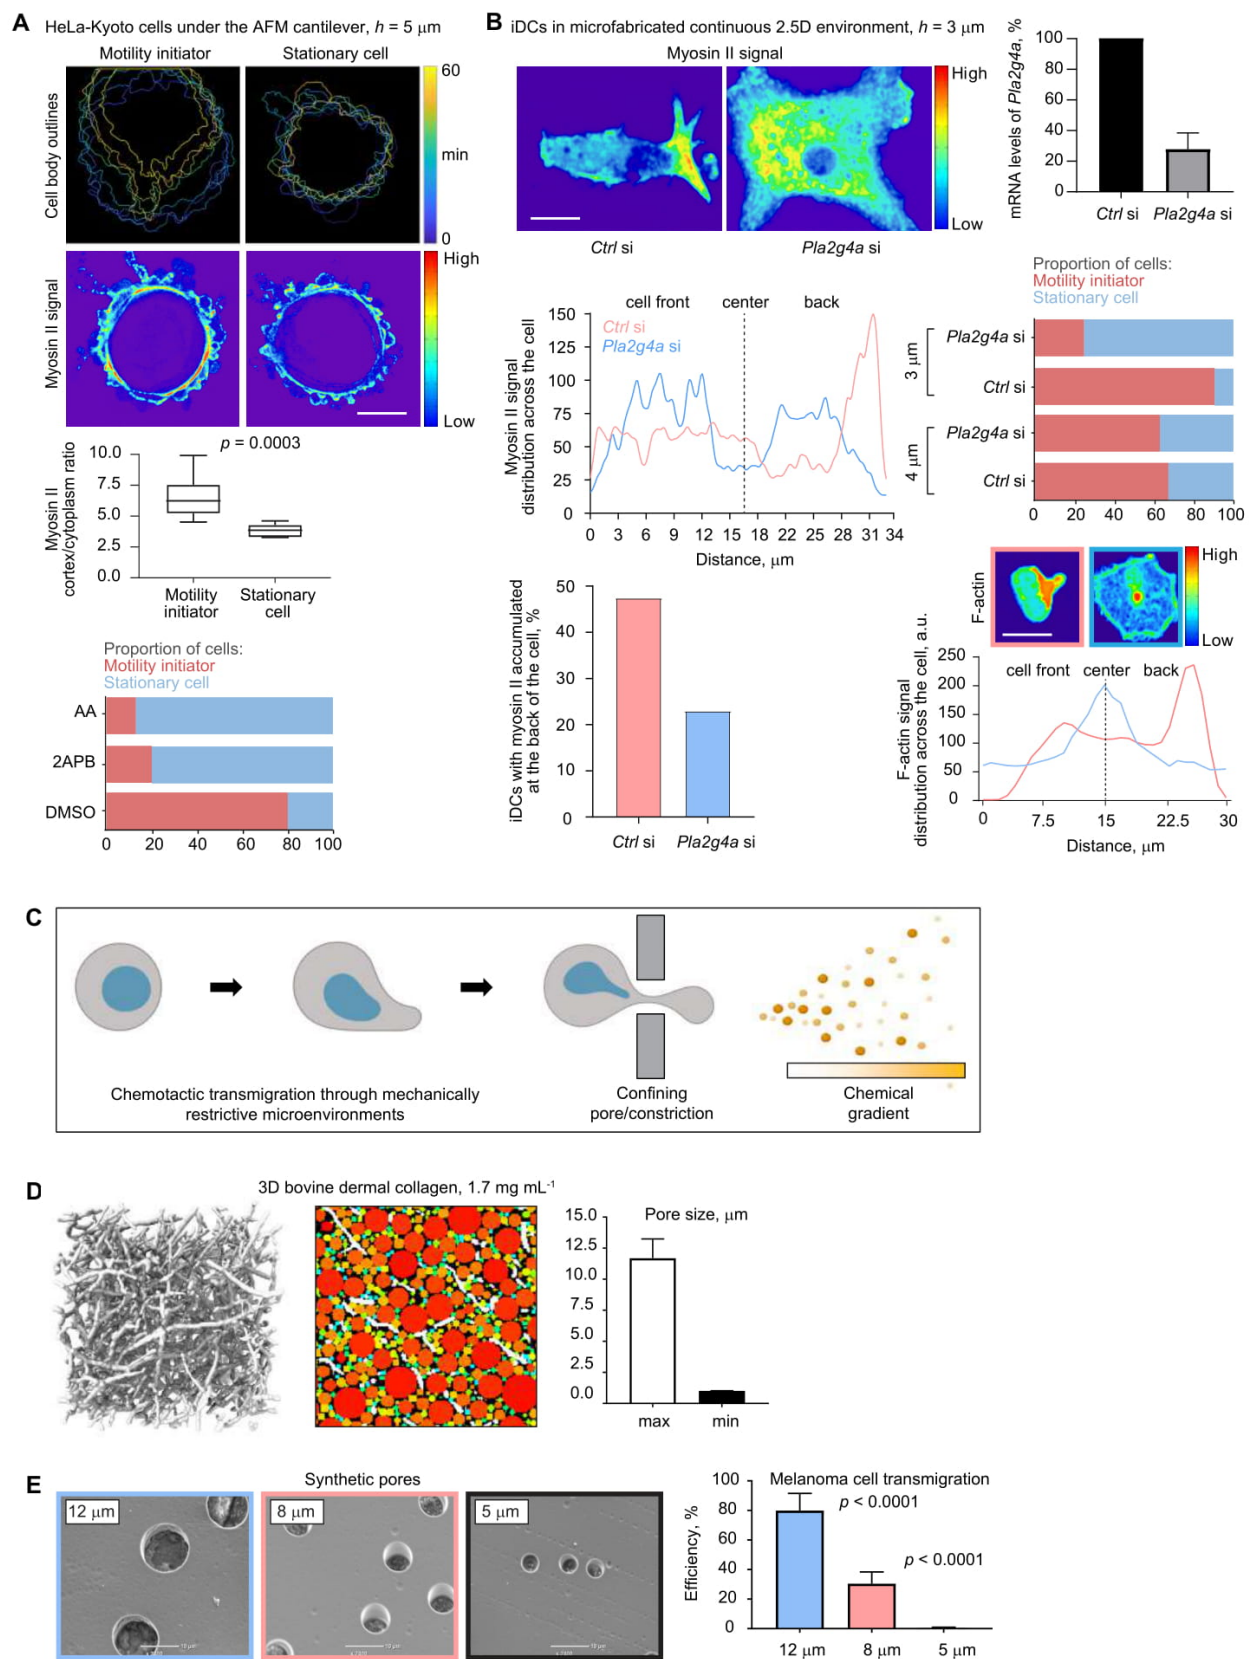 A HeLa-Kyoto cells under the AFM cantilever, h = 5 μm
Motility initiator
Stationary cell
Cell body outlines
60
min
0
Myosin II signal
High
Low
p = 0.0003
Myosin II
cortex/cytoplasm ratio
10.0
7.5
5.0
2.5
0.0
Motility
initiator
Stationary
cell
Proportion of cells:
Motility initiator
Stationary cell
AA
2APB
DMSO
0 20 40 60 80 100
B iDCs in microfabricated continuous 2.5D environment, h = 3 μm
Myosin II signal
High
Low
Ctrl si
Pla2g4a si
mRNA levels of Pla2g4a, %
100
80
60
40
20
0
Ctrl si Pla2g4a si
Myosin II signal
distribution across the cell
cell front center back
Ctrl si
Pla2g4a si
150
125
100
75
50
25
0
0 3 6 9 12 15 18 22 25 28 31 34
Distance, μm
Proportion of cells:
Motility initiator
Stationary cell
3 μm
4 μm
Pla2g4a si
Ctrl si
Pla2g4a si
Ctrl si
0 20 40 60 80 100
iDCs with myosin II accumulated
at the back of the cell, %
50
40
30
20
10
0
Ctrl si Pla2g4a si
F-actin
High
Low
F-actin signal
distribution across the cell, a.u.
cell front center back
250
200
150
100
50
0
0 7.5 15 22.5 30
Distance, μm
C
Chemotactic transmigration through mechanically
restrictive microenvironments
Confining
pore/constriction
Chemical
gradient
D
3D bovine dermal collagen, 1.7 mg mL-1
Pore size, μm
15.0
12.5
10.0
7.5
5.0
2.5
0.0
max min
E
Synthetic pores
12 μm
8 μm
5 μm
Melanoma cell transmigration
p < 0.0001
p < 0.0001
Efficiency, %
100
80
60
40
20
0
12 μm 8 μm 5 μm